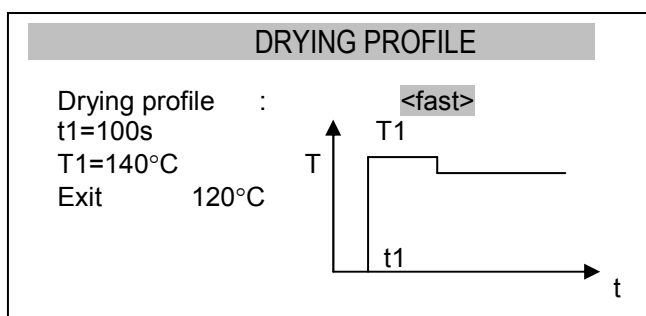 DRYING PROFILE
Drying profile : <fast>
t1=100s
T1=140°C
Exit 120°C
T1
T
t1
t